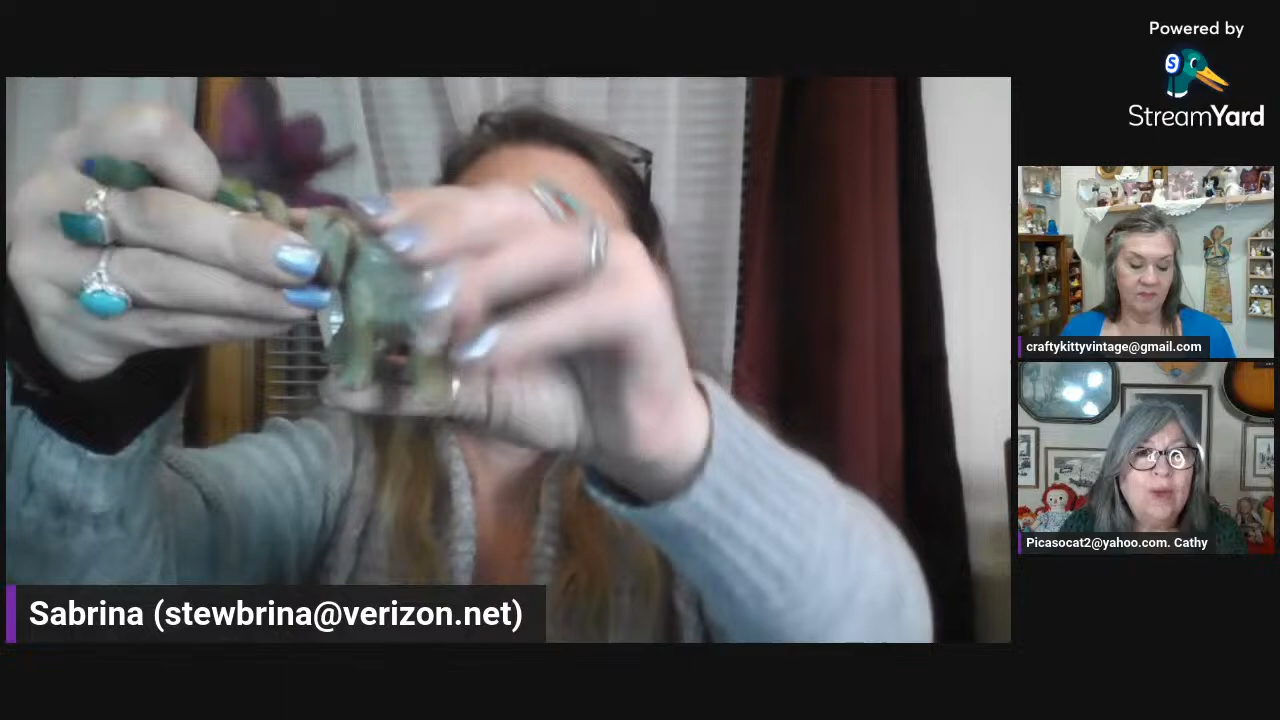 Powered by
StreamYard
craftykittyvintage@gmail.com
Picasocat2@yahoo.com. Cathy
Sabrina (stewbrina@verizon.net)